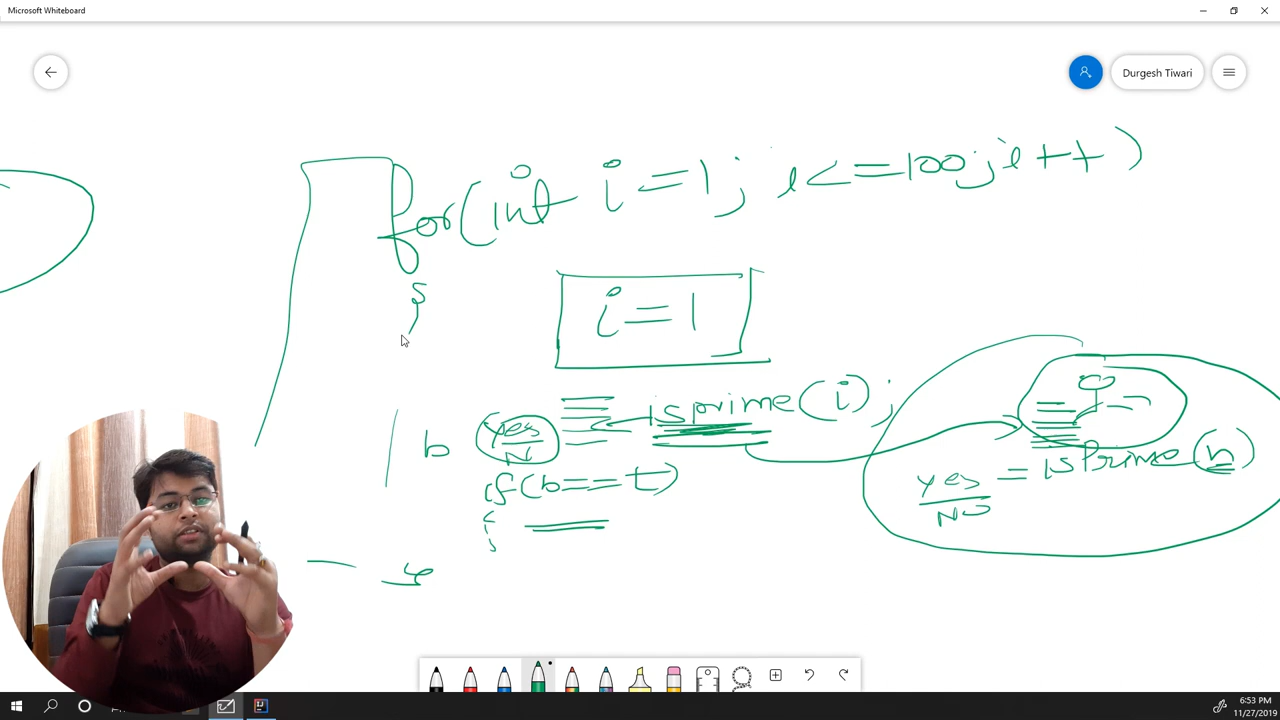 Microsoft Whiteboard
Durgesh Tiwari
for(int i=1; i<=100; i++)
{
i=1
b yes isprime(i);
N
if(b==t)
{
yes = isPrime(n)
NO
6:53 PM
11/27/2019